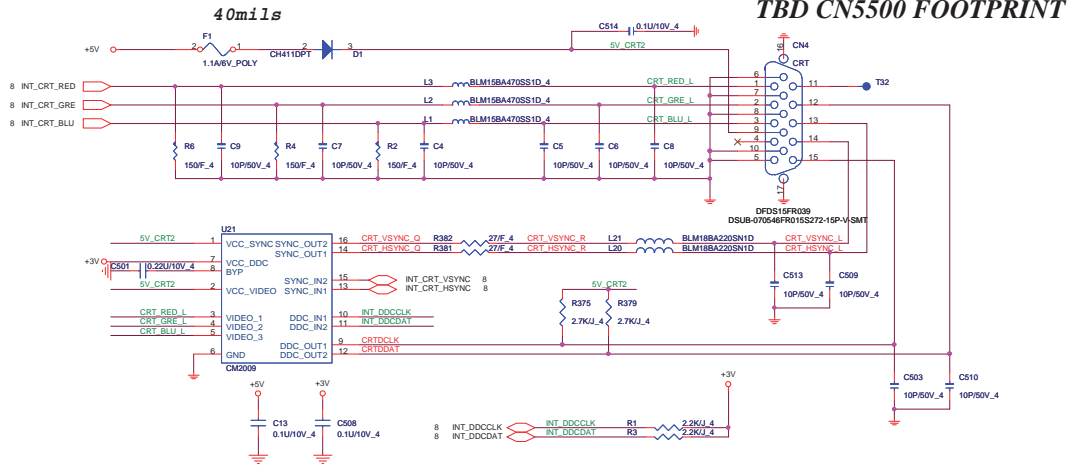 40mils
TBD CN5500 FOOTPRINT
+5V
F1
2
1
1.1A/6V_POLY
2
CH411DPT
3
D1
C514
0.1U/10V_4
5V_CRT2
16
CN4
CRT
8 INT_CRT_RED
8 INT_CRT_GRE
8 INT_CRT_BLU
L3
BLM15BA470SS1D_4
CRT_RED_L
L2
BLM15BA470SS1D_4
CRT_GRE_L
L1
BLM15BA470SS1D_4
CRT_BLU_L
6
1
7
2
8
3
9
4
10
5
11
12
13
14
15
T32
17
R6
150/F_4
C9
10P/50V_4
R4
150/F_4
C7
10P/50V_4
R2
150/F_4
C4
10P/50V_4
C5
10P/50V_4
C6
10P/50V_4
C8
10P/50V_4
DFDS15FR039
DSUB-070546FR015S272-15P-V-SMT
U21
5V_CRT2
1
VCC_SYNC
SYNC_OUT2
16
CRT_VSYNC_Q
R382
27/F_4
CRT_VSYNC_R
L21
BLM18BA220SN1D
CRT_VSYNC_L
SYNC_OUT1
14
CRT_HSYNC_Q
R381
27/F_4
CRT_HSYNC_R
L20
BLM18BA220SN1D
CRT_HSYNC_L
+3V
7
VCC_DDC
C501
0.22U/10V_4
8
BYP
SYNC_IN2
15
INT_CRT_VSYNC 8
5V_CRT2
2
VCC_VIDEO
SYNC_IN1
13
INT_CRT_HSYNC 8
CRT_RED_L
3
VIDEO_1
DDC_IN1
10
INT_DDCCLK
CRT_GRE_L
4
VIDEO_2
DDC_IN2
11
INT_DDCDAT
CRT_BLU_L
5
VIDEO_3
DDC_OUT1
9
CRTDCLK
6
GND
DDC_OUT2
12
CRTDDAT
CM2009
5V_CRT2
R375
2.7K/J_4
R379
2.7K/J_4
C513
10P/50V_4
C509
10P/50V_4
C503
10P/50V_4
C510
10P/50V_4
+5V
C13
0.1U/10V_4
+3V
C508
0.1U/10V_4
+3V
8 INT_DDCCLK
INT_DDCCLK
R1
2.2K/J_4
8 INT_DDCDAT
INT_DDCDAT
R3
2.2K/J_4